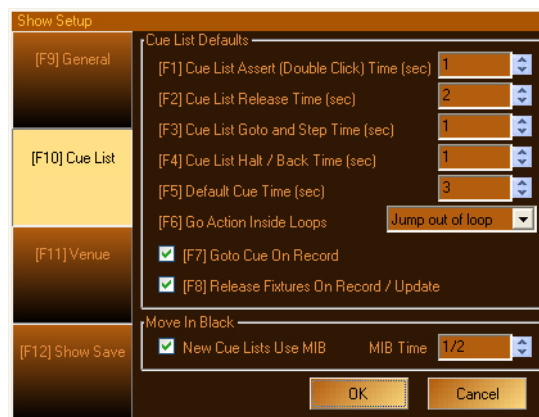 Show Setup
[F9] General
[F10] Cue List
[F11] Venue
[F12] Show Save
Cue List Defaults
[F1] Cue List Assert (Double Click) Time (sec) 1
[F2] Cue List Release Time (sec) 2
[F3] Cue List Goto and Step Time (sec) 1
[F4] Cue List Halt / Back Time (sec) 1
[F5] Default Cue Time (sec) 3
[F6] Go Action Inside Loops Jump out of loop
[F7] Goto Cue On Record
[F8] Release Fixtures On Record / Update
Move In Black
New Cue Lists Use MIB MIB Time 1/2
OK Cancel